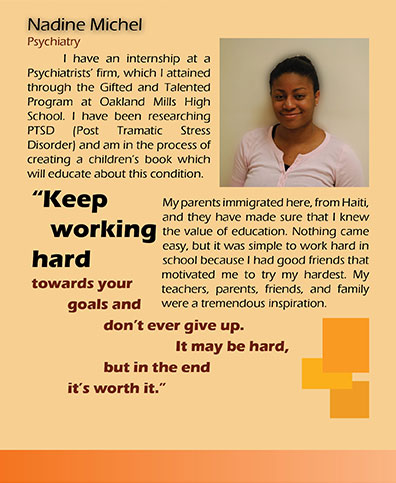 Nadine Michel
Psychiatry
I have an internship at a
Psychiatrists' firm, which I attained
through the Gifted and Talented
Program at Oakland Mills High
School. I have been researching
PTSD (Post Tramatic Stress
Disorder) and am in the process of
creating a children's book which
will educate about this condition.
"Keep
working
hard
towards your
goals and
don't ever give up.
It may be hard,
but in the end
it's worth it."
My parents immigrated here, from Haiti,
and they have made sure that I knew
the value of education. Nothing came
easy, but it was simple to work hard in
school because I had good friends that
motivated me to try my hardest. My
teachers, parents, friends, and family
were a tremendous inspiration.